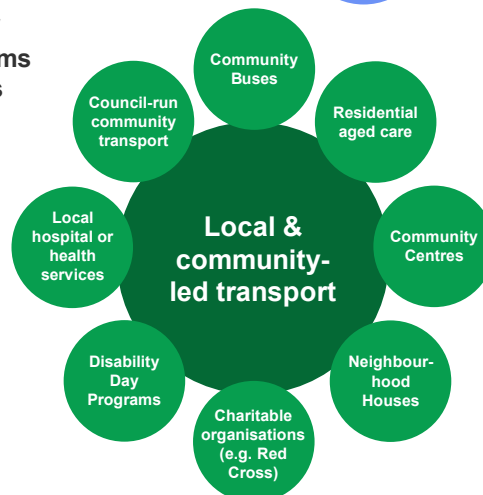 Community
Buses
Council-run
community
transport
Residential
aged care
Local
hospital or
health
services
Local &
community-
led transport
Community
Centres
Disability
Day
Programs
Neighbour-
hood
Houses
Charitable
organisations
(e.g. Red
Cross)